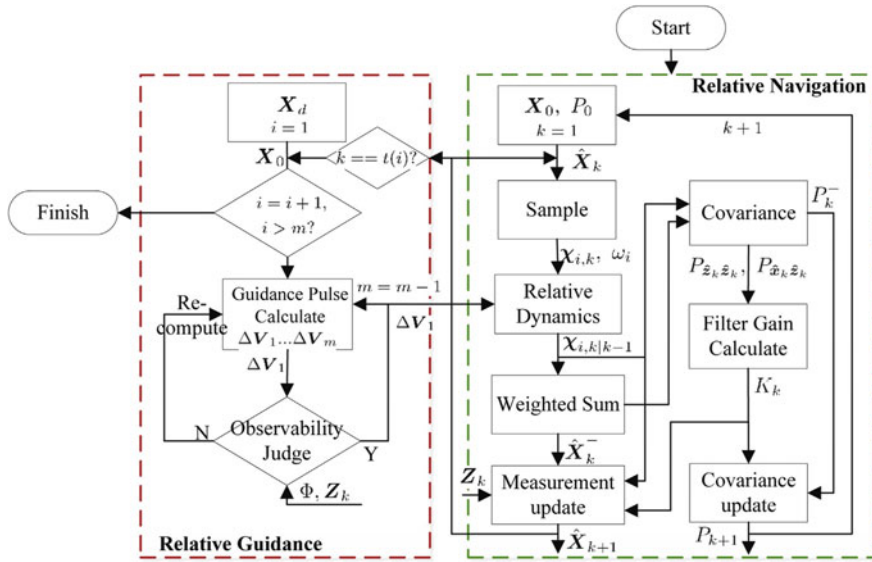 Start
Relative Navigation
X_d
i = 1
X_0
k == t(i)?
X_0, P_0
k = 1
k + 1
X̂_k
Finish
i = i + 1,
i > m?
Sample
Covariance
P_k^-
χ_{i,k}, ω_i
P_{ẑ_k ẑ_k}, P_{x̂_k ẑ_k}
Re-
compute
Guidance Pulse
Calculate
ΔV_1...ΔV_m
m = m − 1
ΔV_1
Relative
Dynamics
Filter Gain
Calculate
ΔV_1
χ_{i,k|k−1}
K_k
Weighted Sum
N
Observability
Judge
Y
X̂_k^-
Φ, Z_k
Z_k
Measurement
update
Covariance
update
Relative Guidance
X̂_{k+1}
P_{k+1}